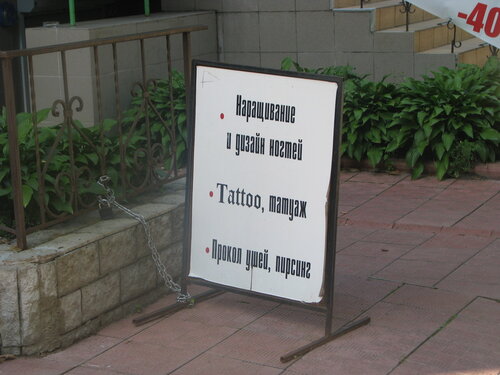 -40
Наращивание
и дизайн ногтей
Tattoo, татуаж
Прокол ушей, пирсинг